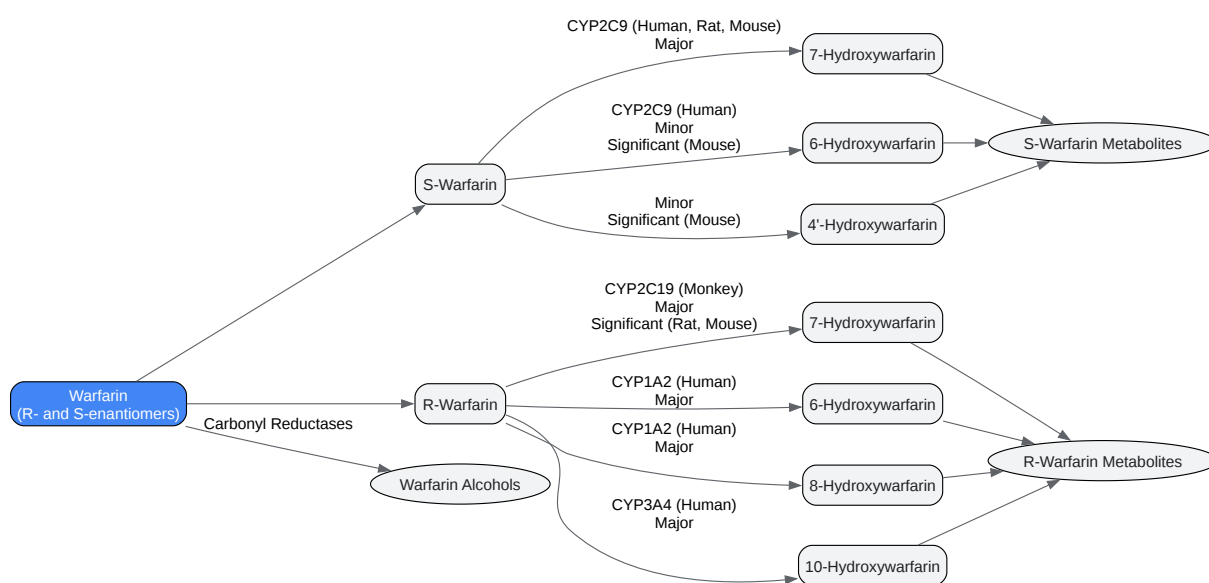 CYP2C9 (Human, Rat, Mouse)
Major
7-Hydroxywarfarin
CYP2C9 (Human)
Minor
Significant (Mouse)
6-Hydroxywarfarin
S-Warfarin Metabolites
S-Warfarin
Minor
Significant (Mouse)
4'-Hydroxywarfarin
CYP2C19 (Monkey)
Major
Significant (Rat, Mouse)
7-Hydroxywarfarin
Warfarin
(R- and S-enantiomers)
R-Warfarin
CYP1A2 (Human)
Major
6-Hydroxywarfarin
Carbonyl Reductases
CYP1A2 (Human)
Major
R-Warfarin Metabolites
Warfarin Alcohols
8-Hydroxywarfarin
CYP3A4 (Human)
Major
10-Hydroxywarfarin